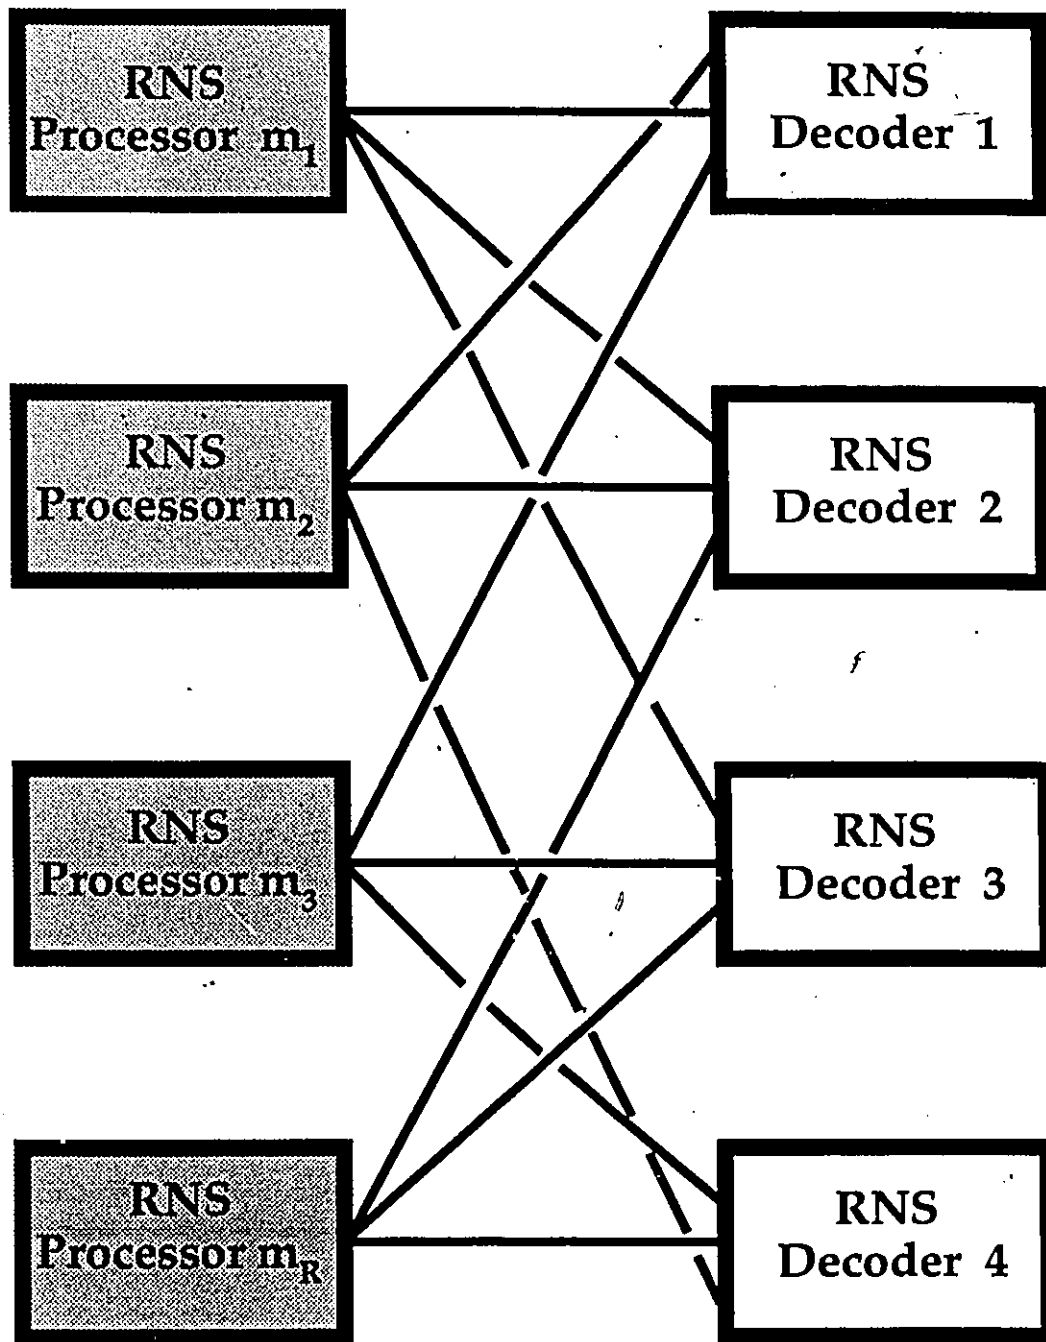 RNS
Processor m1
RNS
Decoder 1
RNS
Processor m2
RNS
Decoder 2
RNS
Processor m3
RNS
Decoder 3
RNS
Processor mR
RNS
Decoder 4